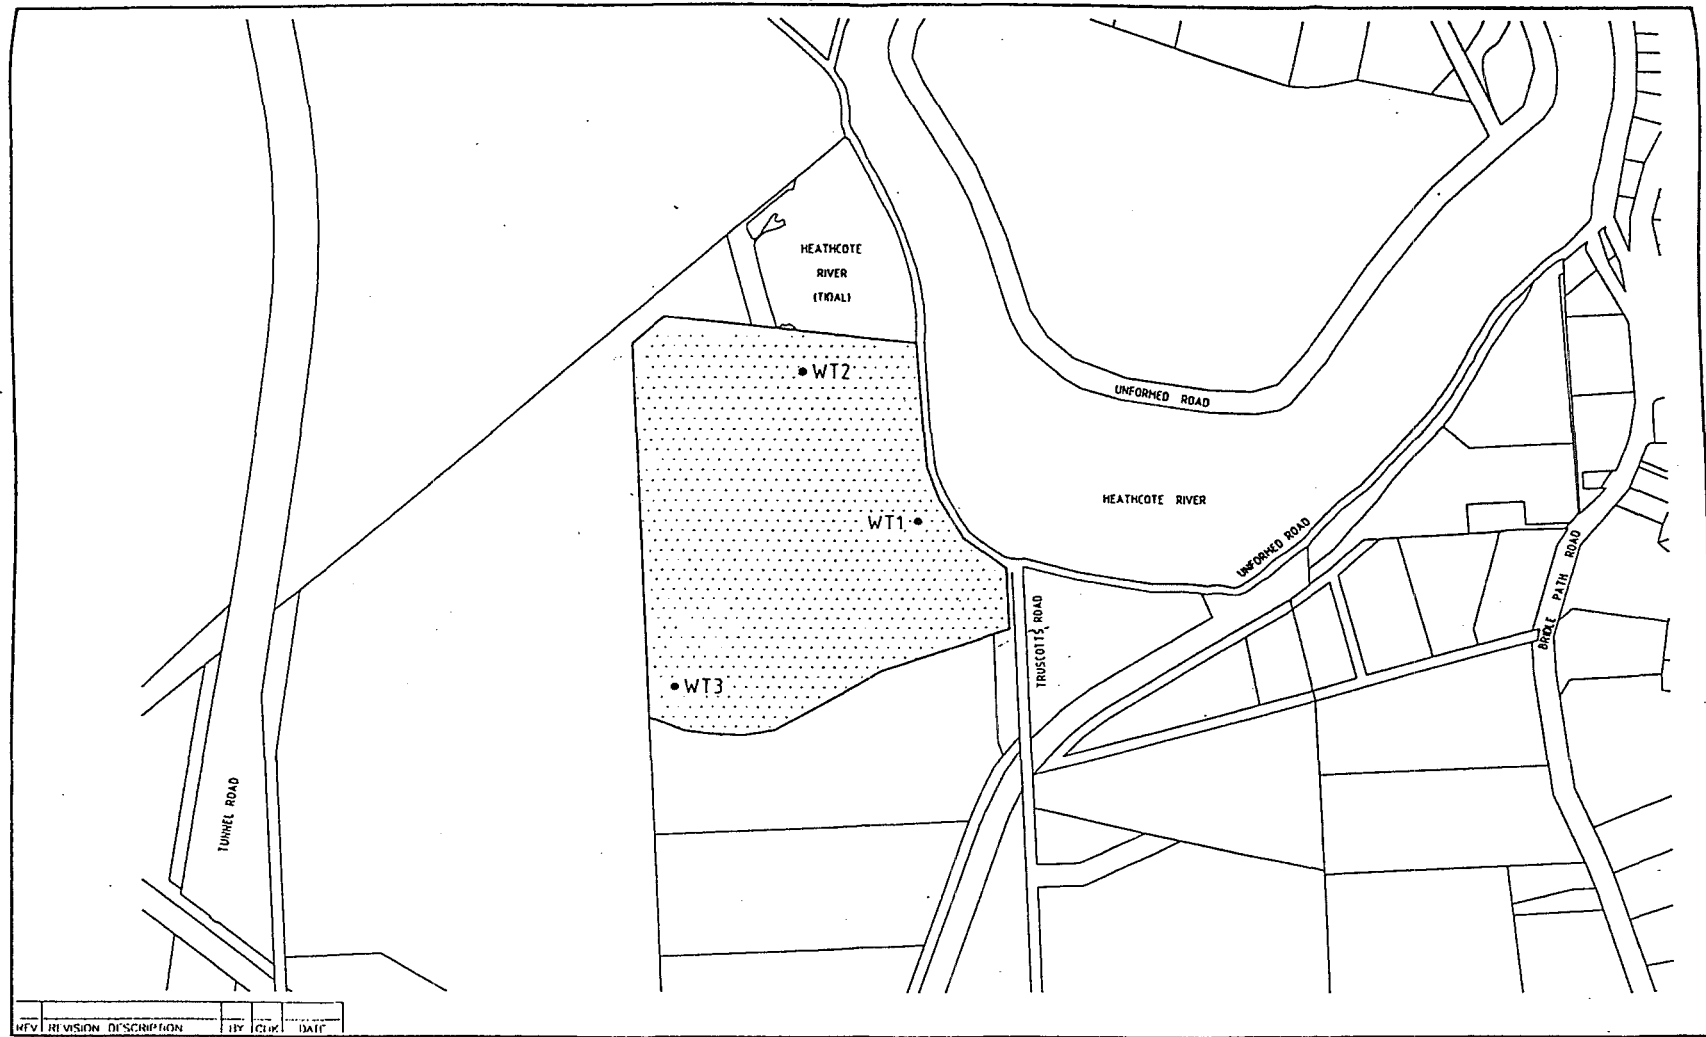 HEATHCOTE
RIVER
(TIDAL)
WT2
UNFORMED ROAD
HEATHCOTE RIVER
WT1
UNFORMED ROAD
BRIDLE PATH ROAD
TRUSCOTTS ROAD
WT3
TUNNEL ROAD
REV REVISION DESCRIPTION BY CHK DATE